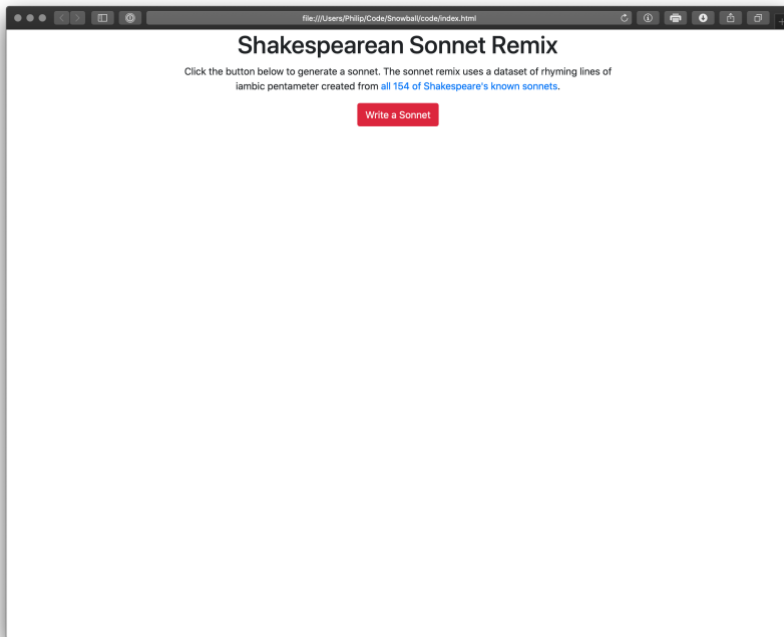 file:///Users/Philip/Code/Snowball/code/index.html
Shakespearean Sonnet Remix
Click the button below to generate a sonnet. The sonnet remix uses a dataset of rhyming lines of
iambic pentameter created from all 154 of Shakespeare's known sonnets.
Write a Sonnet